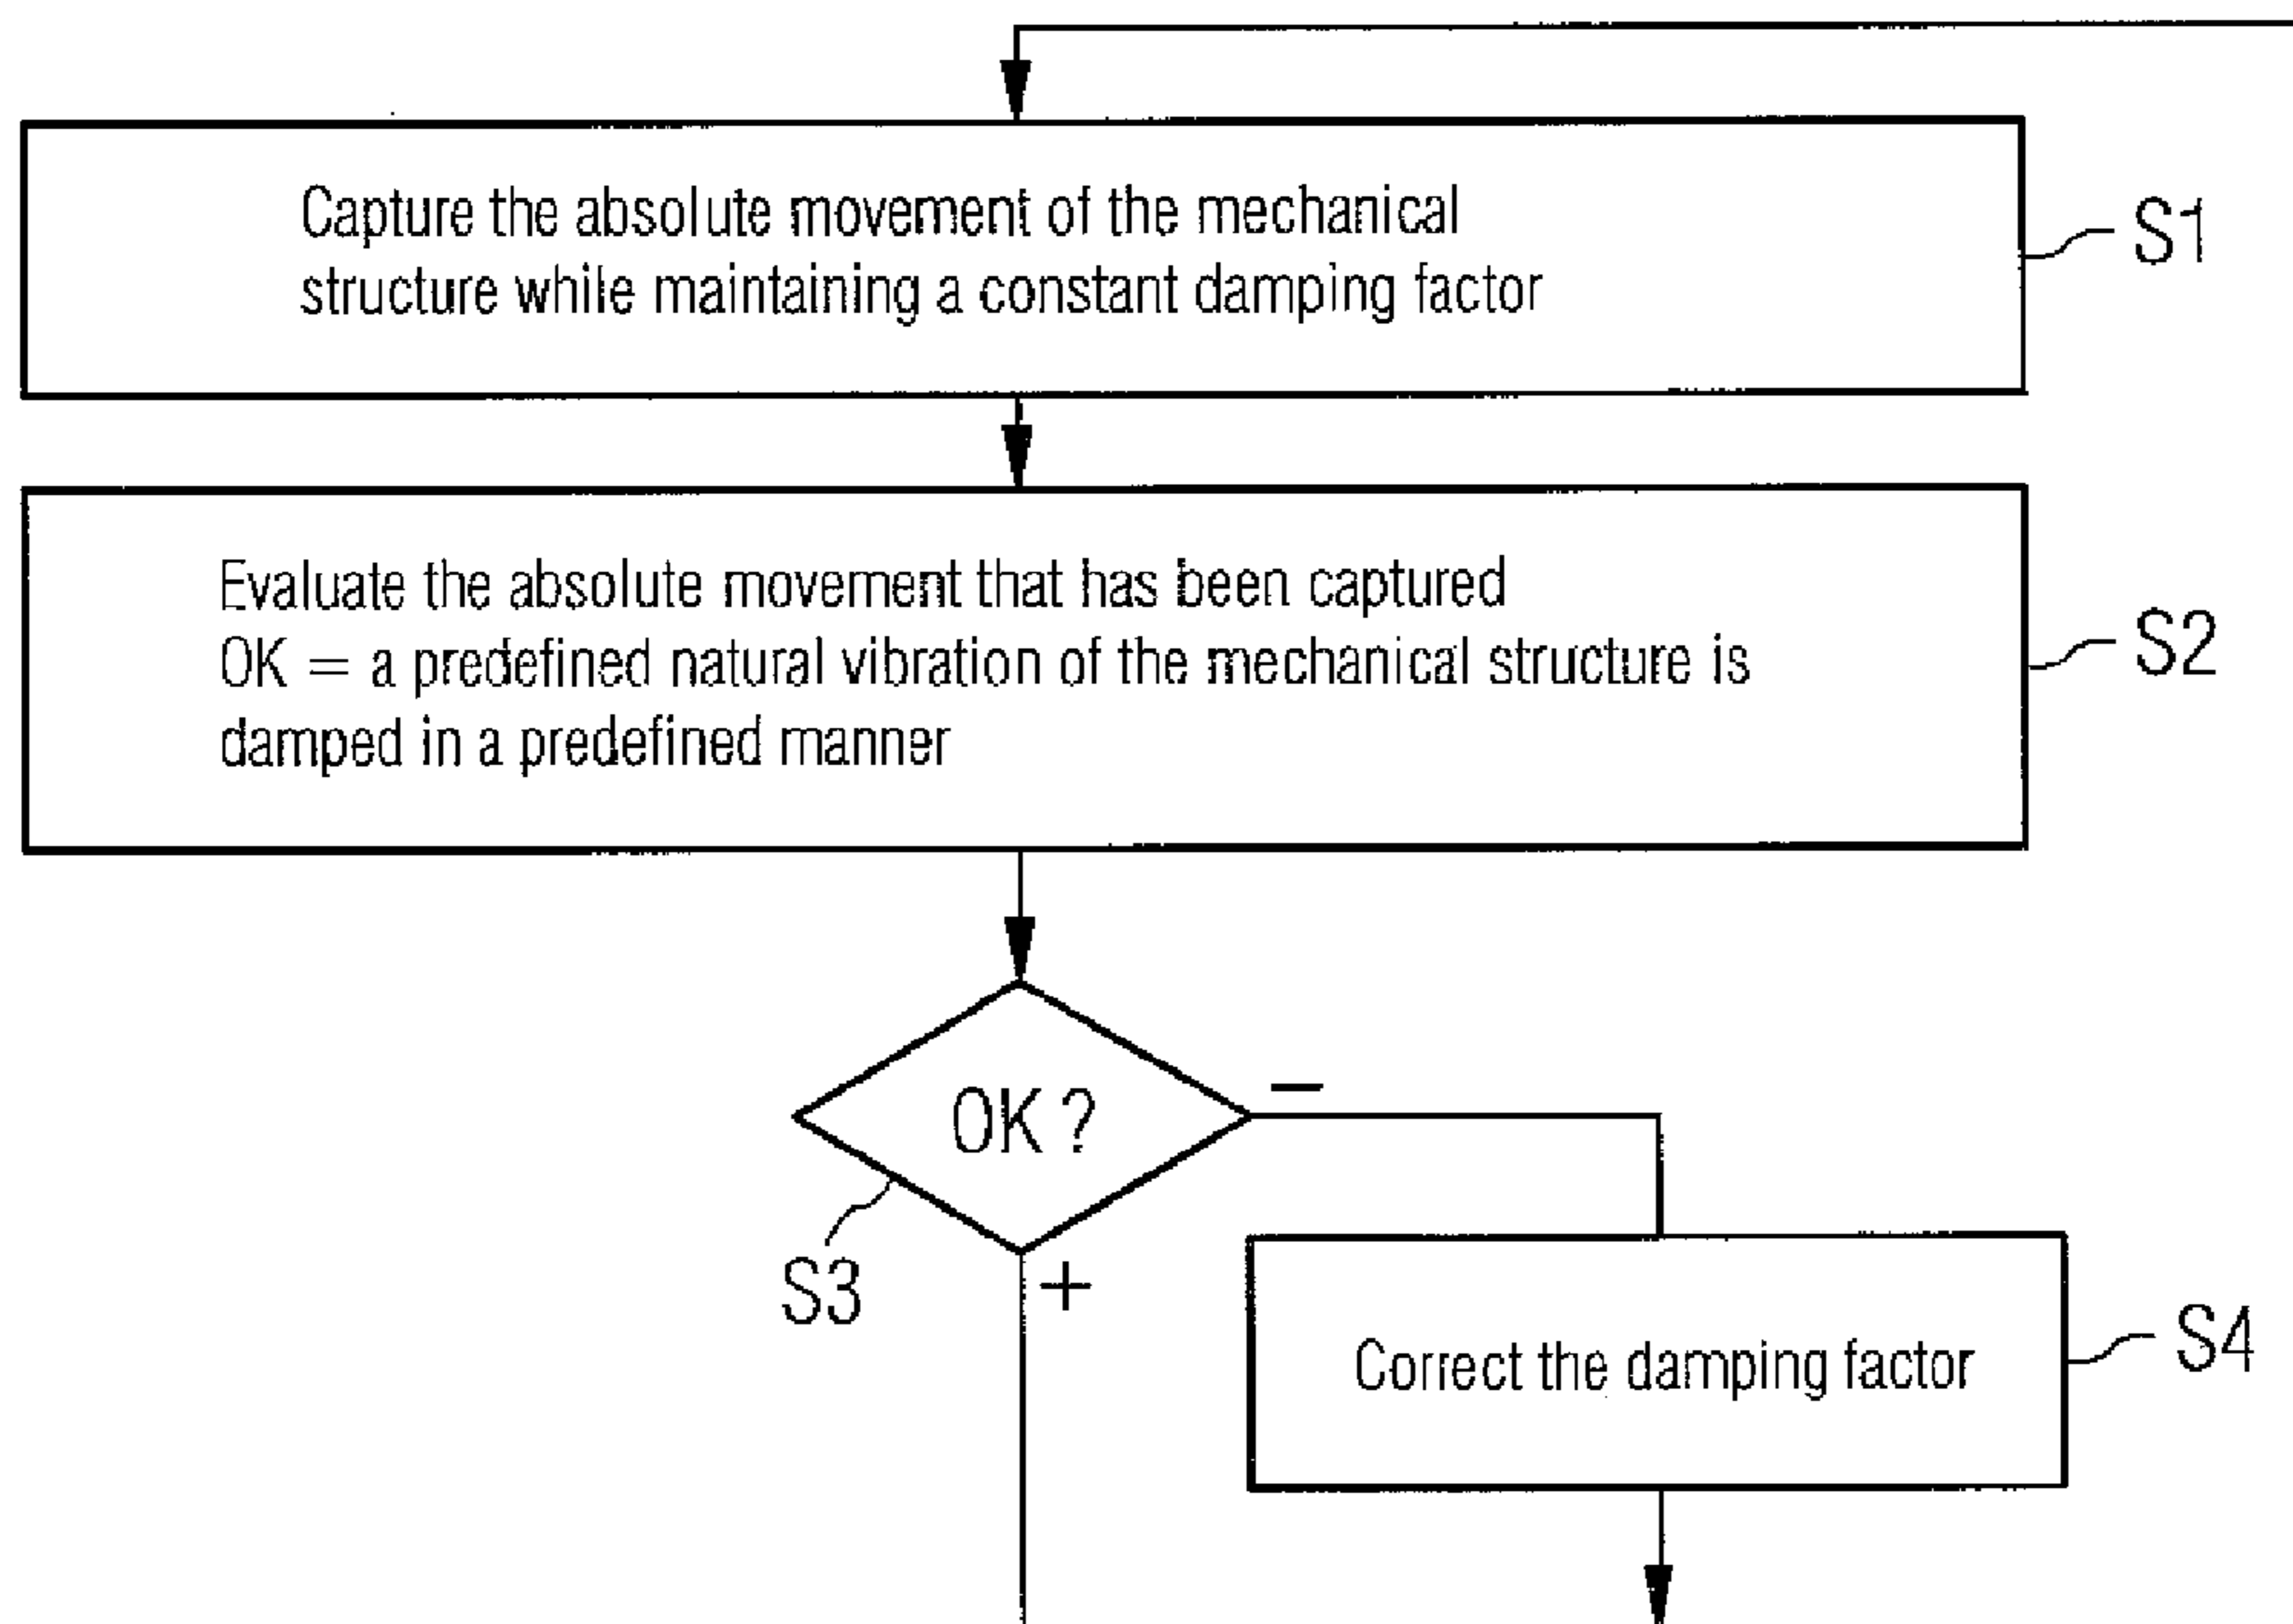 Capture the absolute movement of the mechanical
structure while maintaining a constant damping factor
S1
Evaluate the absolute movement that has been captured
OK = a predefined natural vibration of the mechanical structure is
damped in a predefined manner
S2
OK ?
−
S3
+
Correct the damping factor
S4